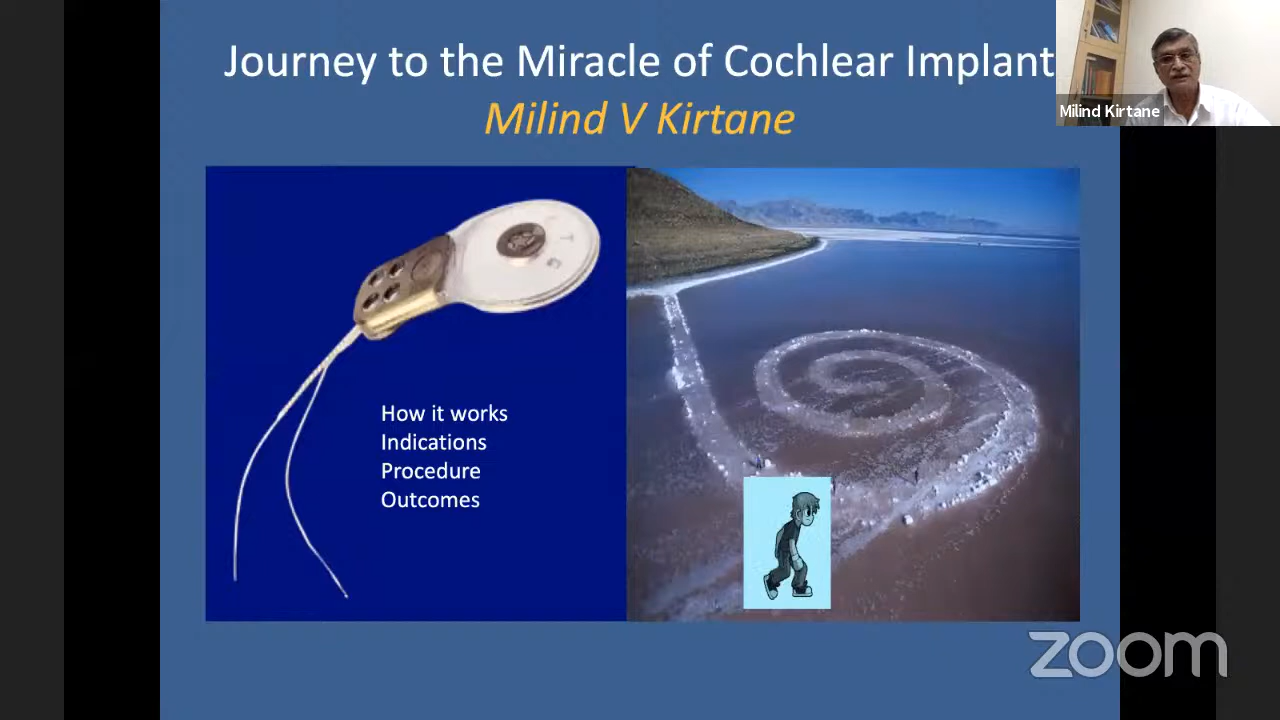 Journey to the Miracle of Cochlear Implant
Milind V Kirtane
Milind Kirtane
How it works
Indications
Procedure
Outcomes
zoom